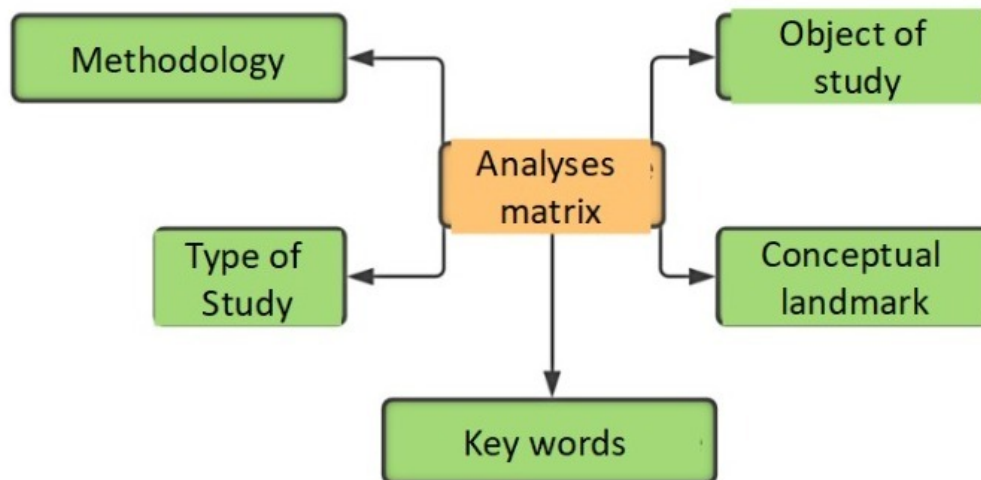 Methodology
Object of
study
Analyses
matrix
Type of
Study
Conceptual
landmark
Key words